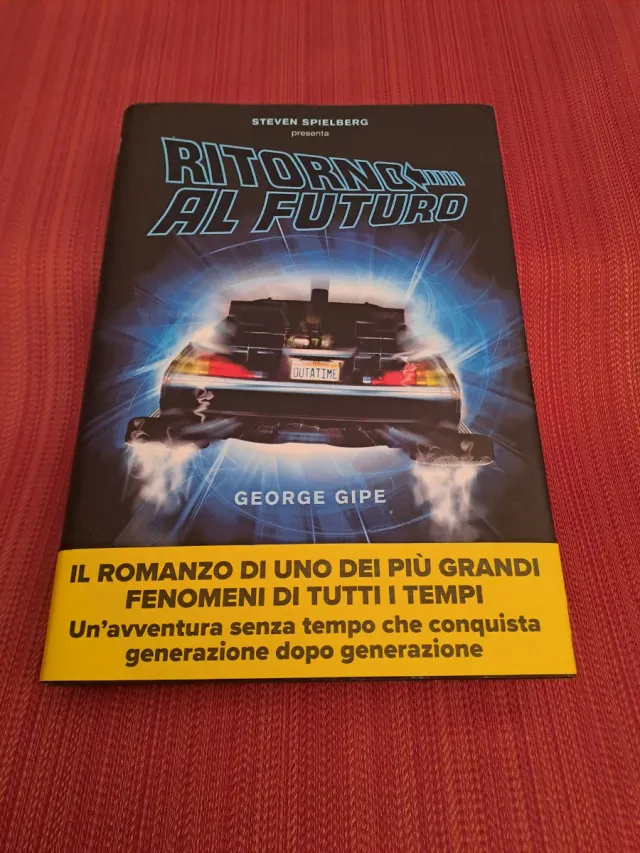 STEVEN SPIELBERG
presenta
RITORNO
AL FUTURO
OUTATIME
GEORGE GIPE
IL ROMANZO DI UNO DEI PIÙ GRANDI
FENOMENI DI TUTTI I TEMPI
Un'avventura senza tempo che conquista
generazione dopo generazione